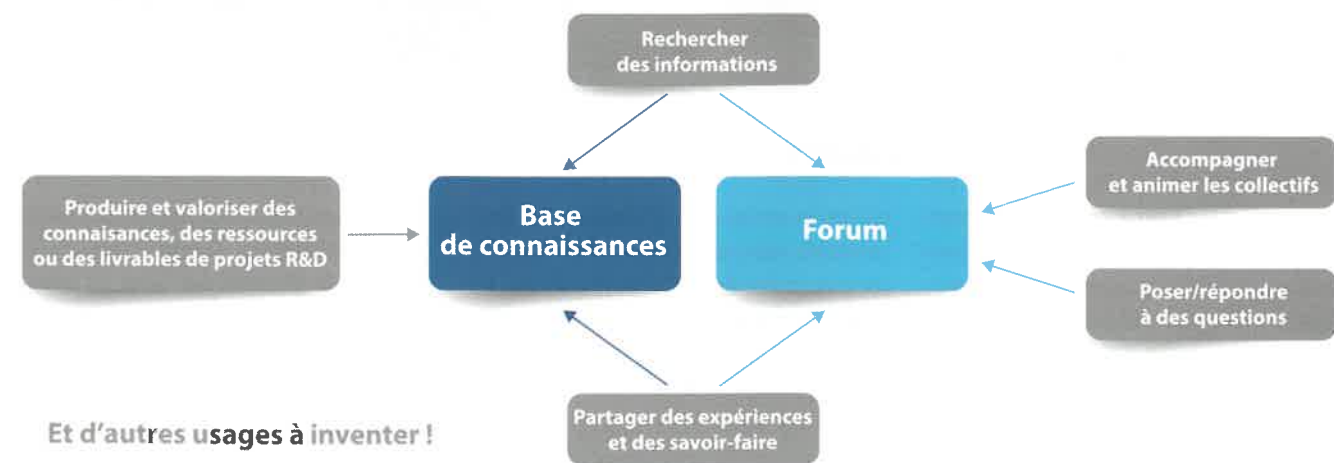 Rechercher
des informations
Produire et valoriser des
connaisances, des ressources
ou des livrables de projets R&D
Base
de connaissances
Forum
Accompagner
et animer les collectifs
Poser/répondre
à des questions
Partager des expériences
et des savoir-faire
Et d'autres usages à inventer !